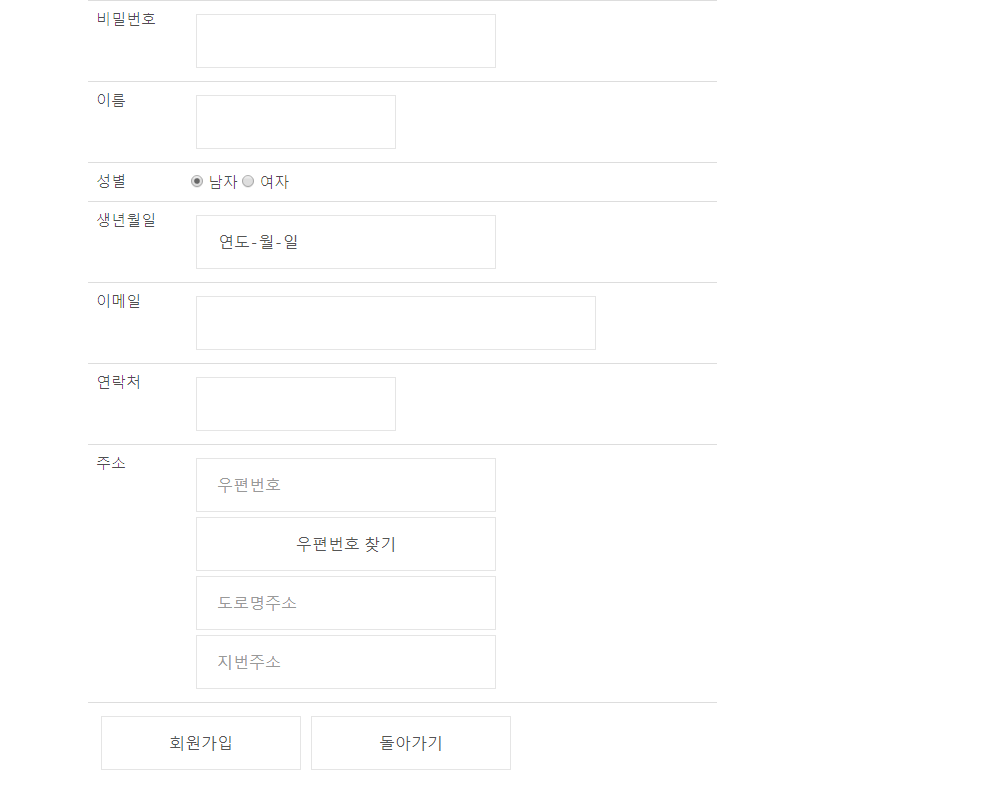 비밀번호
이름
성별 남자 여자
생년월일 연도-월-일
이메일
연락처
주소 우편번호
우편번호 찾기
도로명주소
지번주소
회원가입 돌아가기